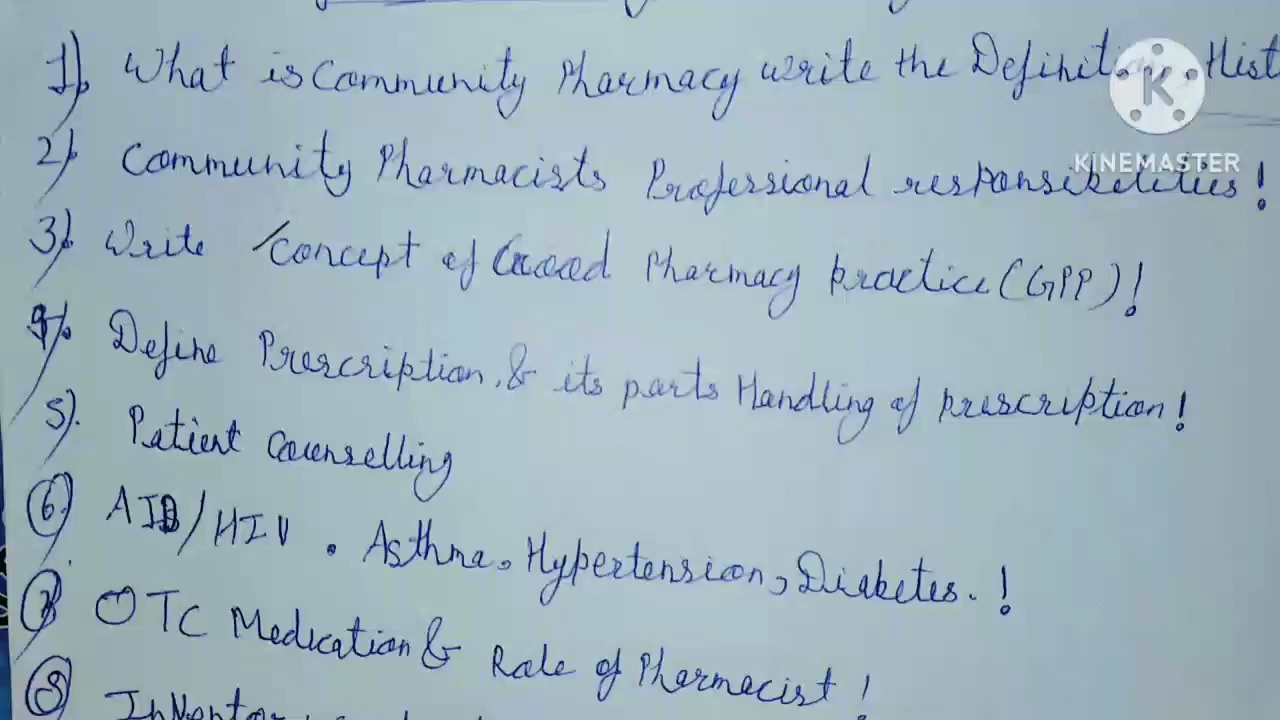 1). What is Community Pharmacy write the Definit Hist
KINEMASTER
2). Community Pharmacists Professional responsibilities!
3). Write Concept of Good Pharmacy practice (GPP)!
4). Define Prescription, & its parts Handling of prescription!
5). Patient Counselling
6) AID/HIV. Asthma, Hypertension, Diabetes. !
7) OTC Medication & Role of Pharmacist!
8)